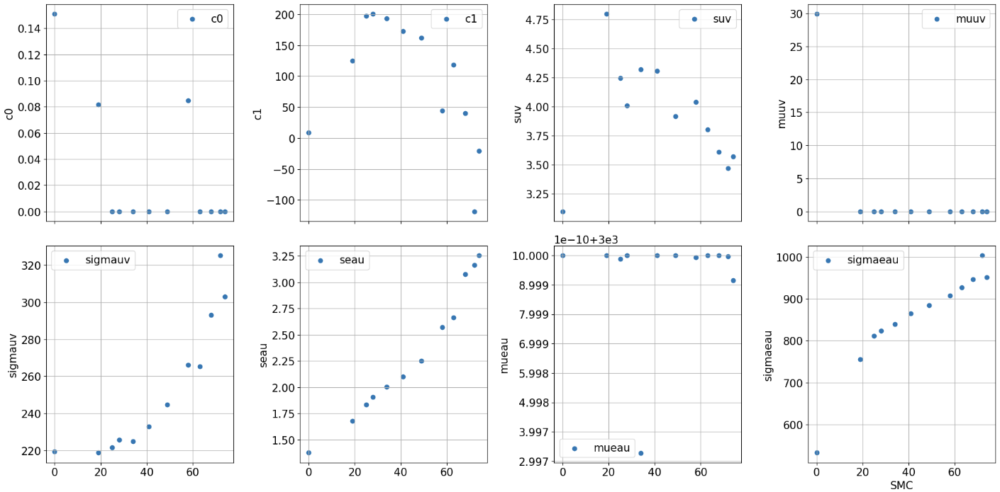 c0
0.14
0.12
0.10
0.08
0.06
0.04
0.02
0.00
c0
c1
200
150
100
50
0
−50
−100
c1
suv
4.75
4.50
4.25
4.00
3.75
3.50
3.25
suv
muuv
30
25
20
15
10
5
0
muuv
sigmauv
320
300
280
260
240
220
0 20 40 60
sigmauv
seau
3.25
3.00
2.75
2.50
2.25
2.00
1.75
1.50
0 20 40 60
seau
1e−10+3e3
10.000
8.999
7.999
6.999
5.998
4.998
3.997
2.997
mueau
0 20 40 60
mueau
sigmaeau
1000
900
800
700
600
0 20 40 60
sigmaeau
SMC